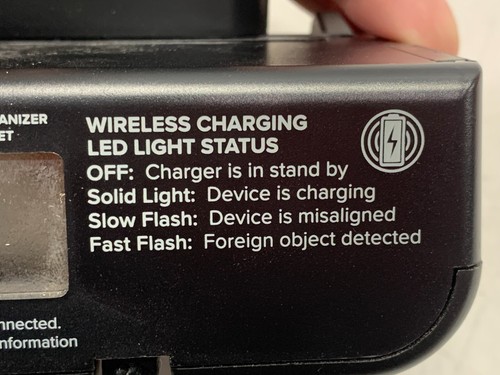 ANIZER
ET
WIRELESS CHARGING
LED LIGHT STATUS
OFF: Charger is in stand by
Solid Light: Device is charging
Slow Flash: Device is misaligned
Fast Flash: Foreign object detected
nnected.
nformation